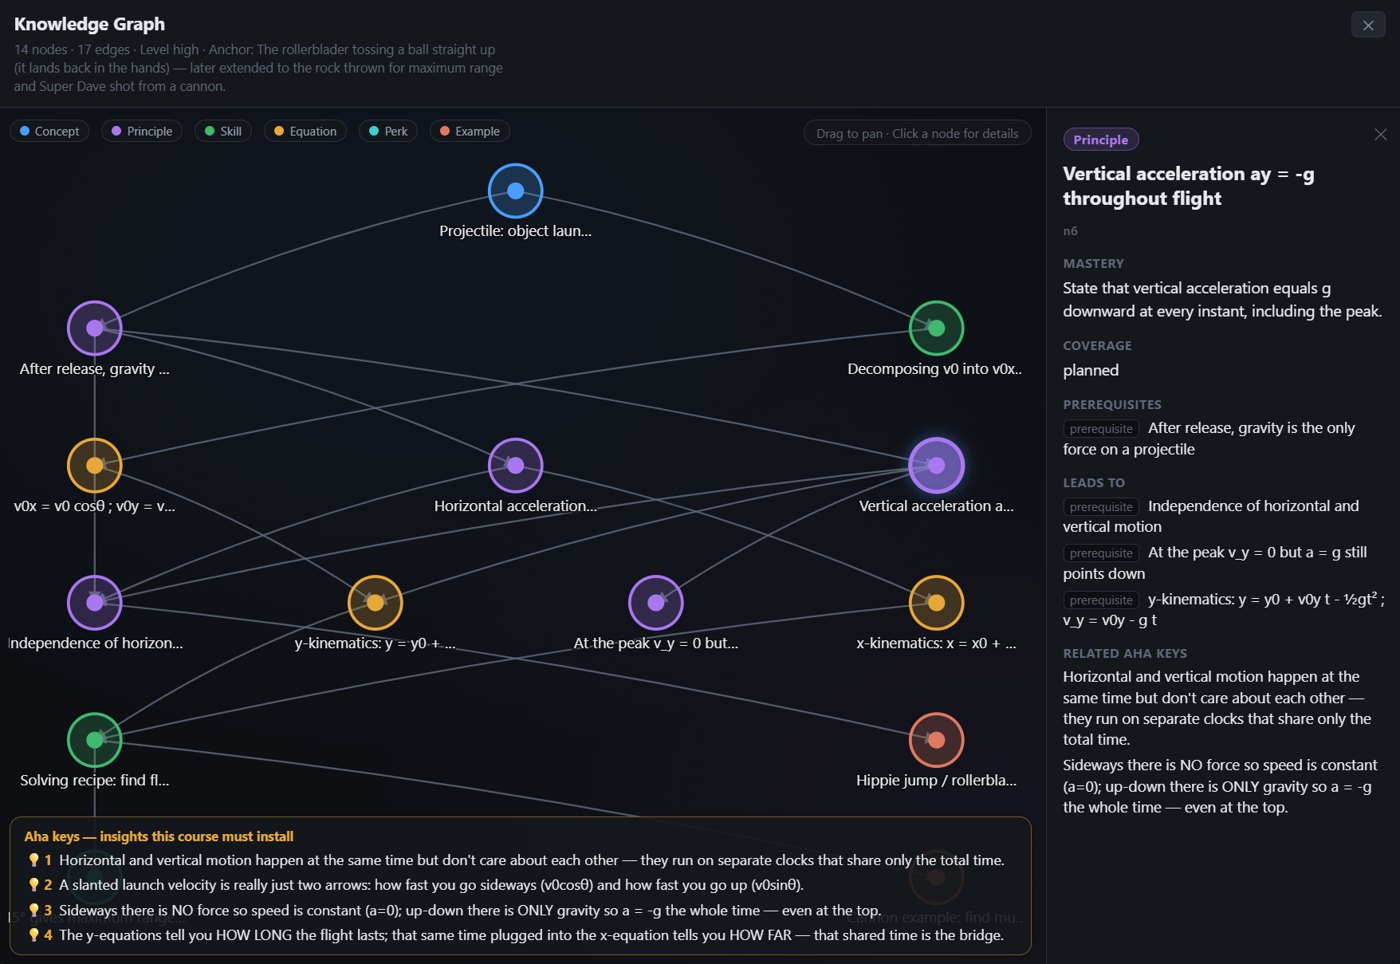 Knowledge Graph
14 nodes · 17 edges · Level high · Anchor: The rollerblader tossing a ball straight up
(it lands back in the hands) — later extended to the rock thrown for maximum range
and Super Dave shot from a cannon.
Concept
Principle
Skill
Equation
Perk
Example
Drag to pan · Click a node for details
Projectile: object laun...
After release, gravity ...
Decomposing v0 into v0x..
v0x = v0 cosθ ; v0y = v...
Horizontal acceleration...
Vertical acceleration a...
Independence of horizon...
y-kinematics: y = y0 + ...
At the peak v_y = 0 but...
x-kinematics: x = x0 + ...
Solving recipe: find fl...
Hippie jump / rollerbla...
Aha keys — insights this course must install
1 Horizontal and vertical motion happen at the same time but don't care about each other — they run on separate clocks that share only the total time.
2 A slanted launch velocity is really just two arrows: how fast you go sideways (v0cosθ) and how fast you go up (v0sinθ).
3 Sideways there is NO force so speed is constant (a=0); up-down there is ONLY gravity so a = -g the whole time — even at the top.
4 The y-equations tell you HOW LONG the flight lasts; that same time plugged into the x-equation tells you HOW FAR — that shared time is the bridge.
Principle
Vertical acceleration ay = -g
throughout flight
n6
MASTERY
State that vertical acceleration equals g
downward at every instant, including the peak.
COVERAGE
planned
PREREQUISITES
prerequisite After release, gravity is the only
force on a projectile
LEADS TO
prerequisite Independence of horizontal and
vertical motion
prerequisite At the peak v_y = 0 but a = g still
points down
prerequisite y-kinematics: y = y0 + v0y t - ½gt² ;
v_y = v0y - g t
RELATED AHA KEYS
Horizontal and vertical motion happen at the
same time but don't care about each other —
they run on separate clocks that share only the
total time.
Sideways there is NO force so speed is constant
(a=0); up-down there is ONLY gravity so a = -g
the whole time — even at the top.